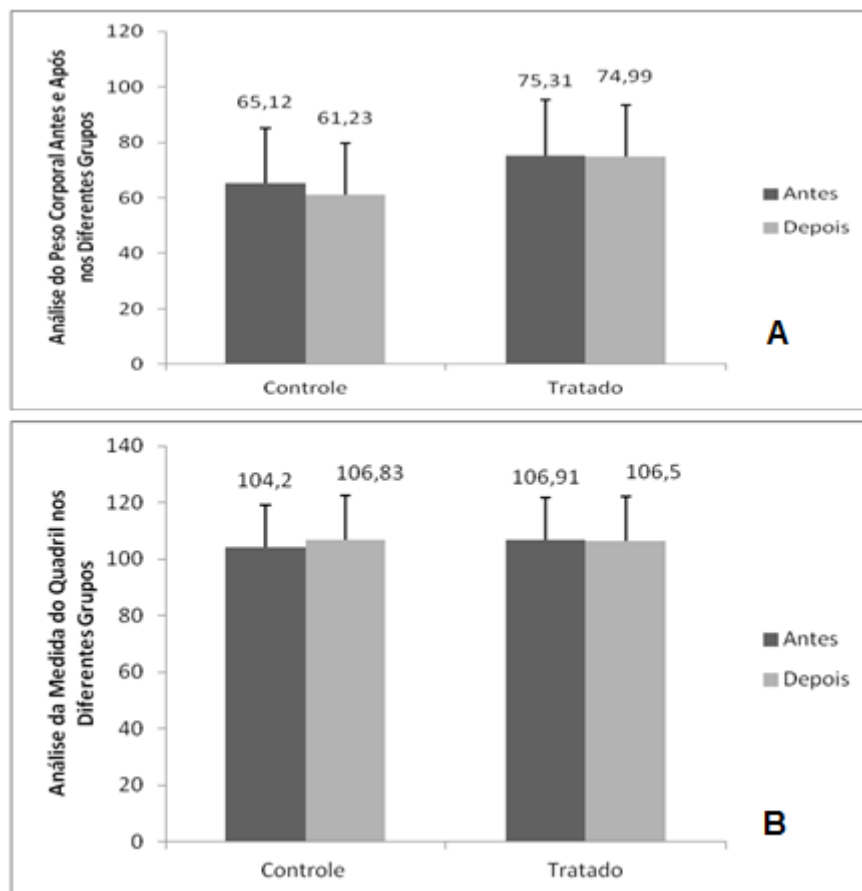 Análise do Peso Corporal Antes e Após
nos Diferentes Grupos
120
100
80
60
40
20
0
65,12
61,23
75,31
74,99
Controle
Tratado
Antes
Depois
A
Análise da Medida do Quadril nos
Diferentes Grupos
140
120
100
80
60
40
20
0
104,2
106,83
106,91
106,5
Controle
Tratado
Antes
Depois
B